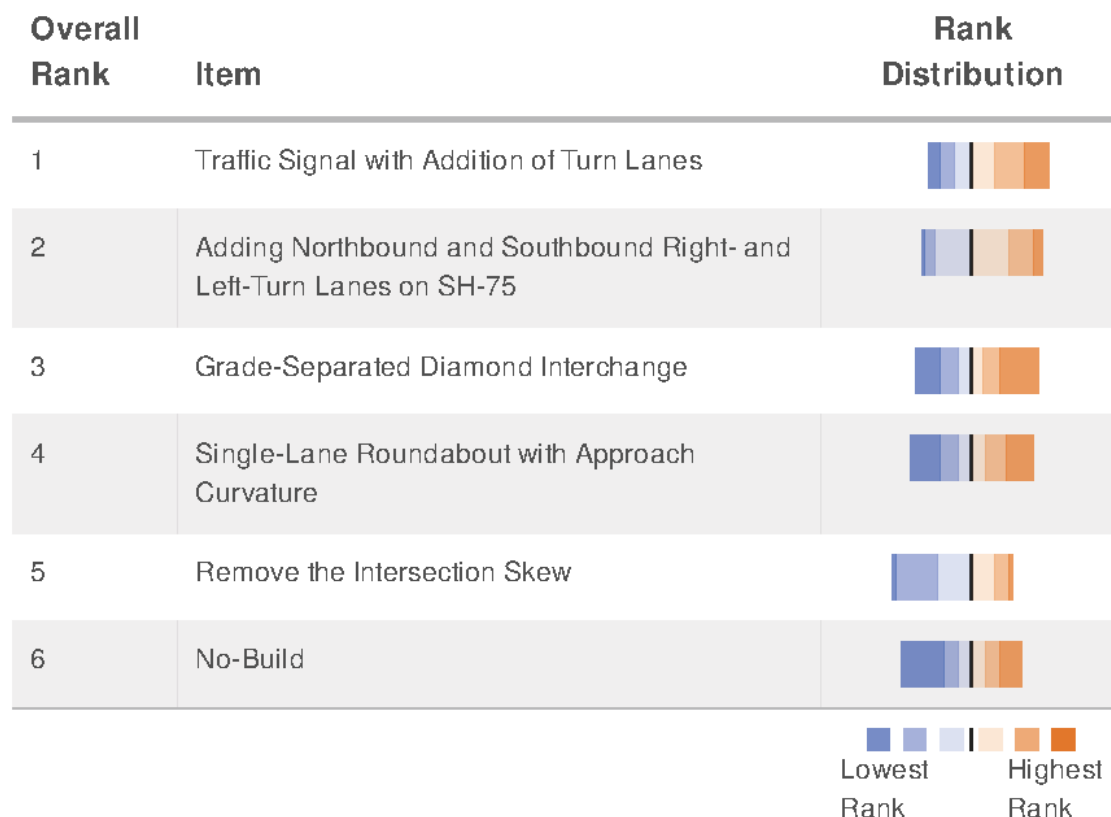 Overall Rank Item Rank Distribution
1 Traffic Signal with Addition of Turn Lanes
2 Adding Northbound and Southbound Right- and
Left-Turn Lanes on SH-75
3 Grade-Separated Diamond Interchange
4 Single-Lane Roundabout with Approach
Curvature
5 Remove the Intersection Skew
6 No-Build
Lowest Rank Highest Rank